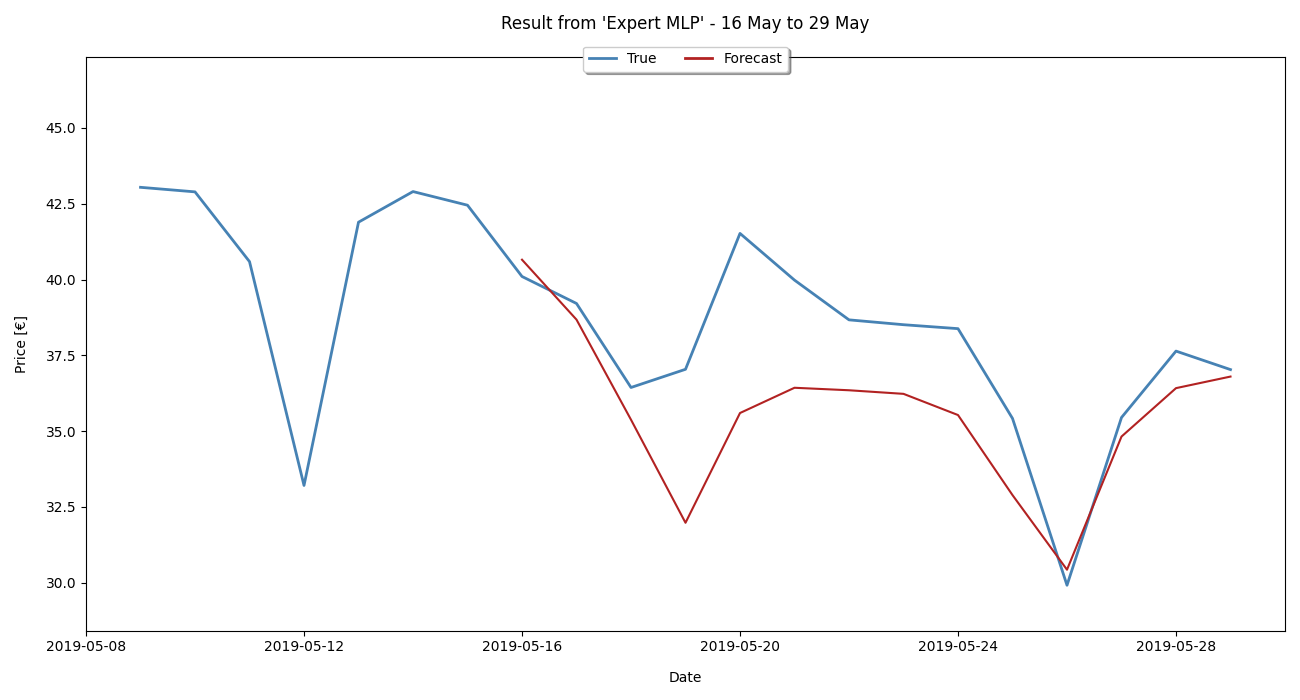 Result from 'Expert MLP' - 16 May to 29 May
True Forecast
45.0
42.5
40.0
37.5
35.0
32.5
30.0
Price [€]
2019-05-08 2019-05-12 2019-05-16 2019-05-20 2019-05-24 2019-05-28
Date